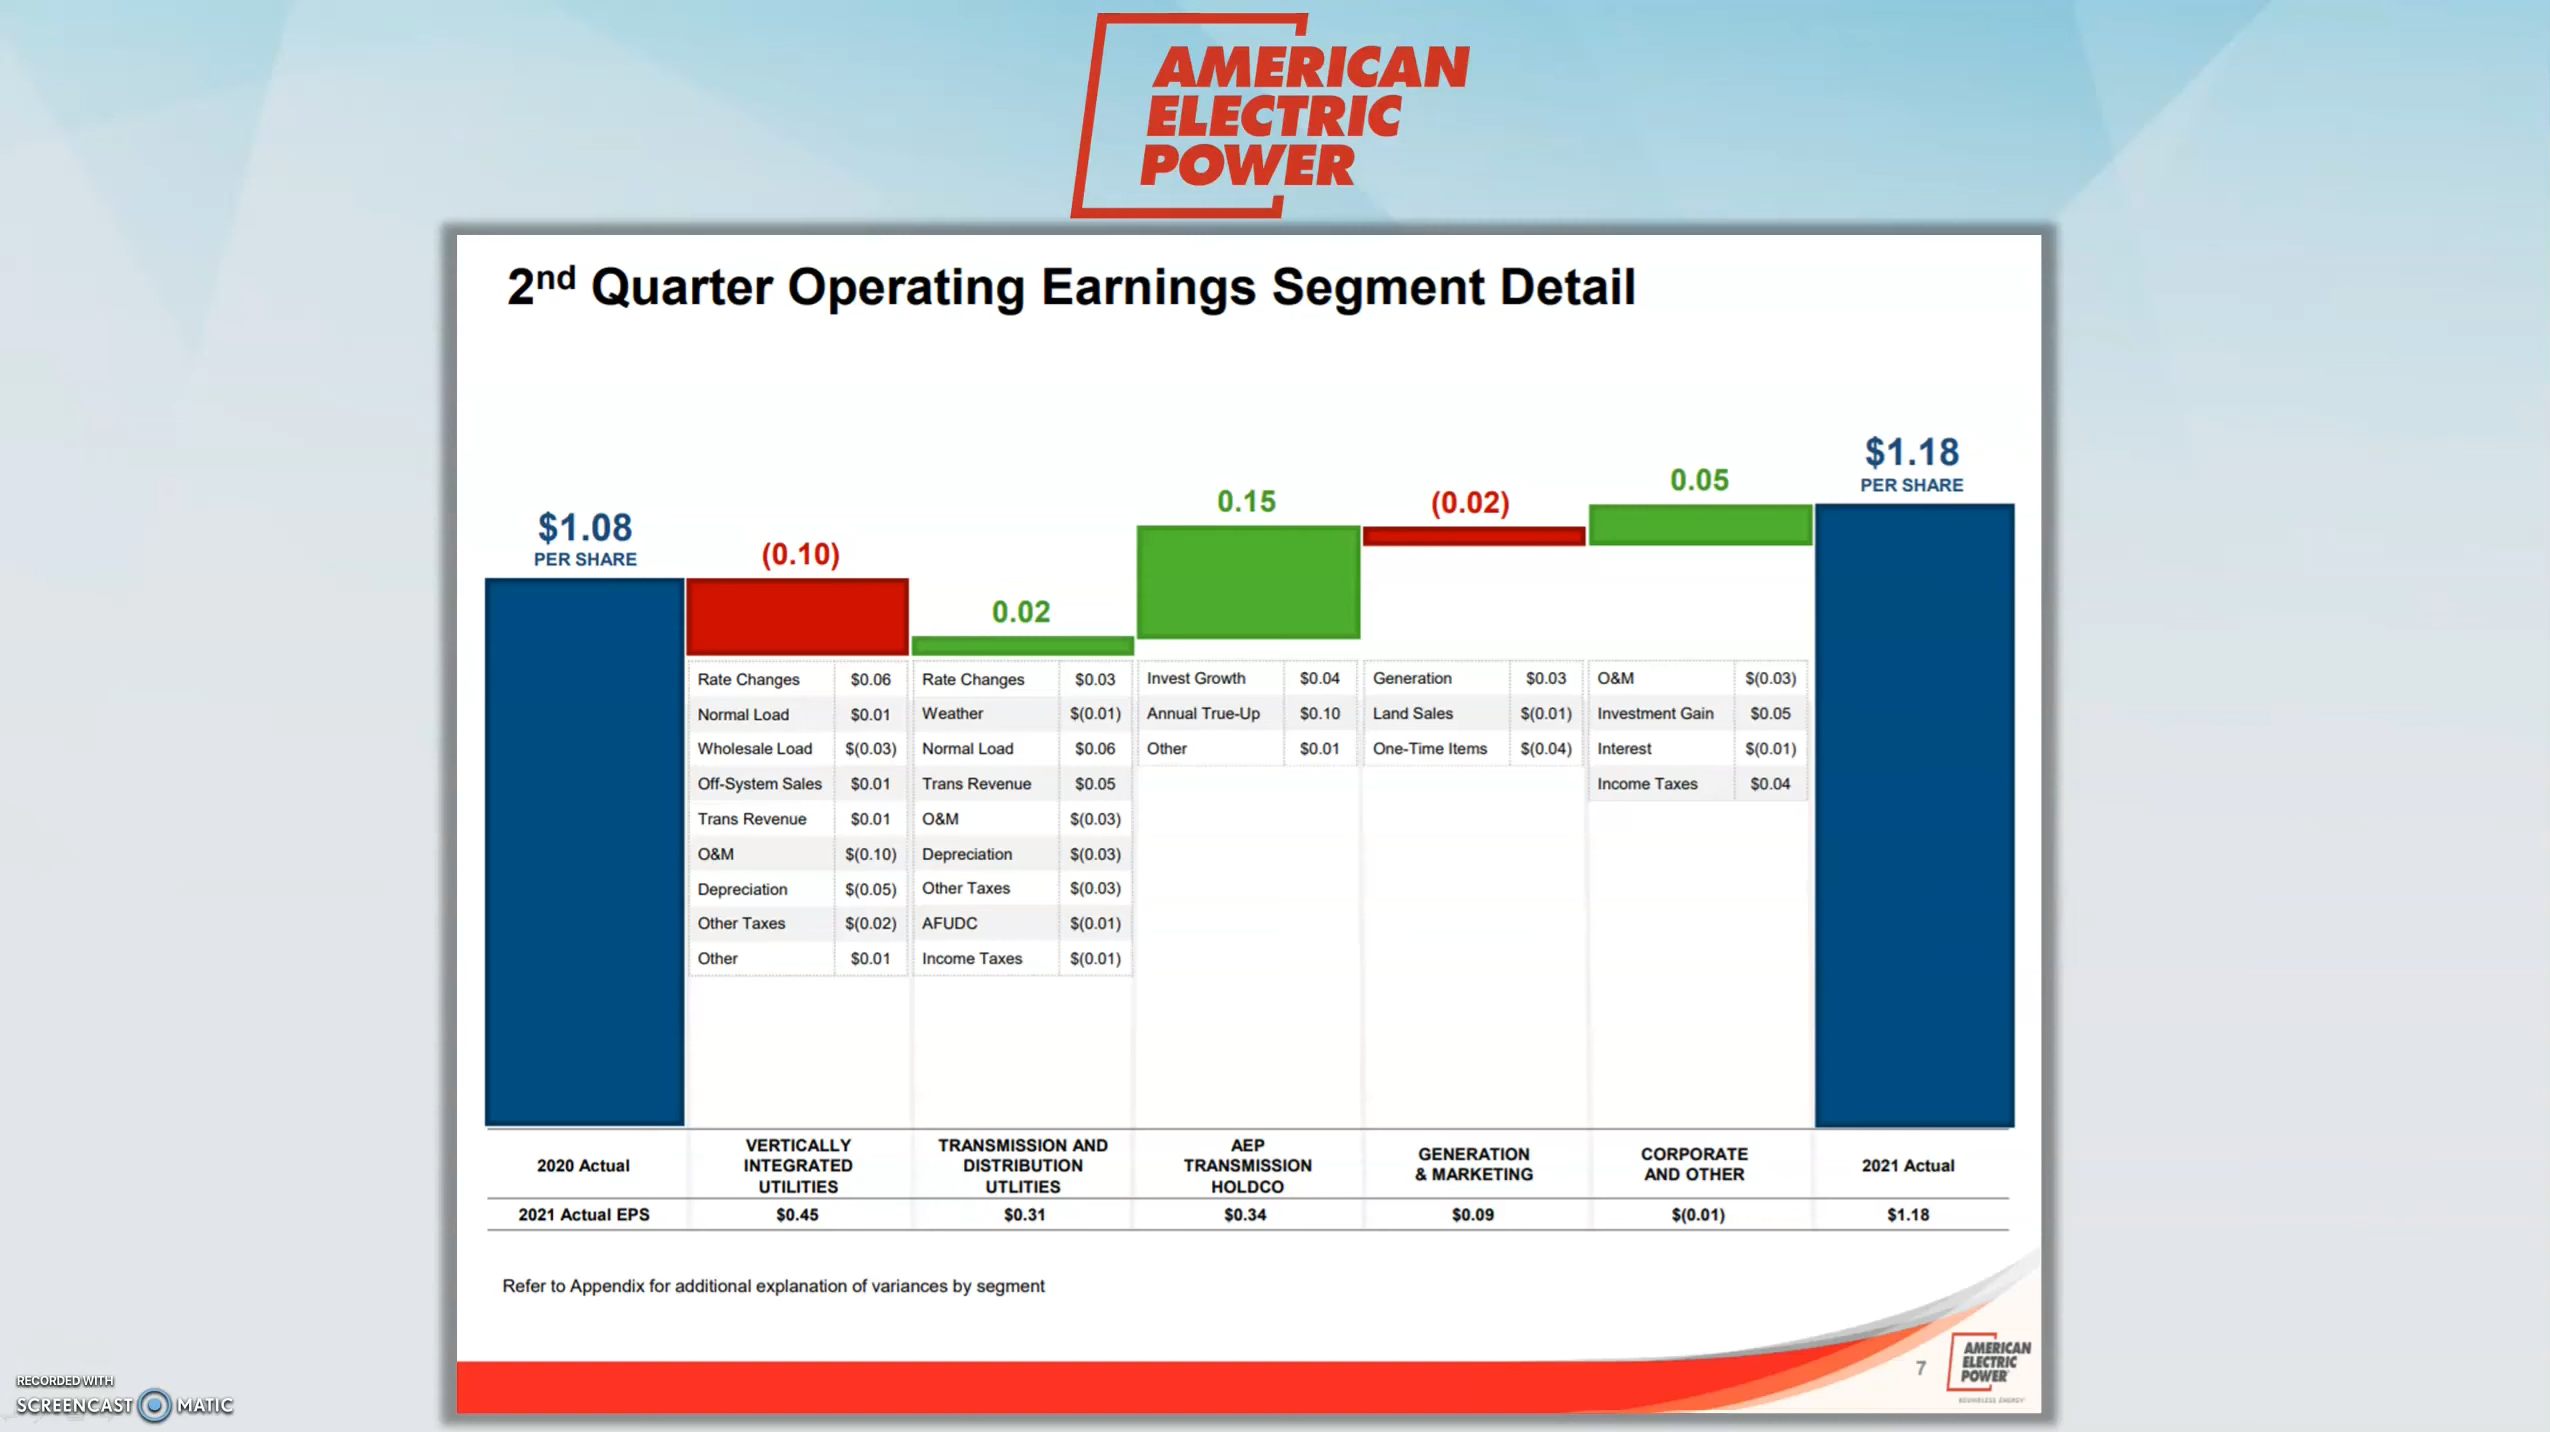 AMERICAN
ELECTRIC
POWER
2nd Quarter Operating Earnings Segment Detail
$1.08
PER SHARE
(0.10)
0.02
0.15
(0.02)
0.05
$1.18
PER SHARE
Rate Changes $0.06
Normal Load $0.01
Wholesale Load $(0.03)
Off-System Sales $0.01
Trans Revenue $0.01
O&M $(0.10)
Depreciation $(0.05)
Other Taxes $(0.02)
Other $0.01
Rate Changes $0.03
Weather $(0.01)
Normal Load $0.06
Trans Revenue $0.05
O&M $(0.03)
Depreciation $(0.03)
Other Taxes $(0.03)
AFUDC $(0.01)
Income Taxes $(0.01)
Invest Growth $0.04
Annual True-Up $0.10
Other $0.01
Generation $0.03
Land Sales $(0.01)
One-Time Items $(0.04)
O&M $(0.03)
Investment Gain $0.05
Interest $(0.01)
Income Taxes $0.04
2020 Actual
VERTICALLY
INTEGRATED
UTILITIES
TRANSMISSION AND
DISTRIBUTION
UTLITIES
AEP
TRANSMISSION
HOLDCO
GENERATION
& MARKETING
CORPORATE
AND OTHER
2021 Actual
2021 Actual EPS $0.45 $0.31 $0.34 $0.09 $(0.01) $1.18
Refer to Appendix for additional explanation of variances by segment
7
AMERICAN
ELECTRIC
POWER
BOUNDLESS ENERGY
RECORDED WITH
SCREENCAST MATIC